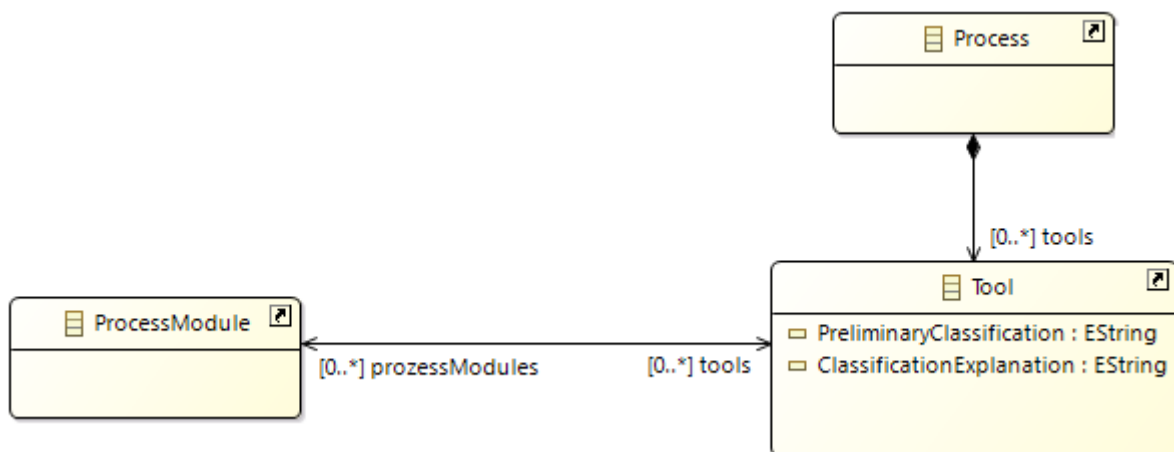 Process
[0..*] tools
Tool
PreliminaryClassification : EString
ClassificationExplanation : EString
ProcessModule
[0..*] prozessModules
[0..*] tools